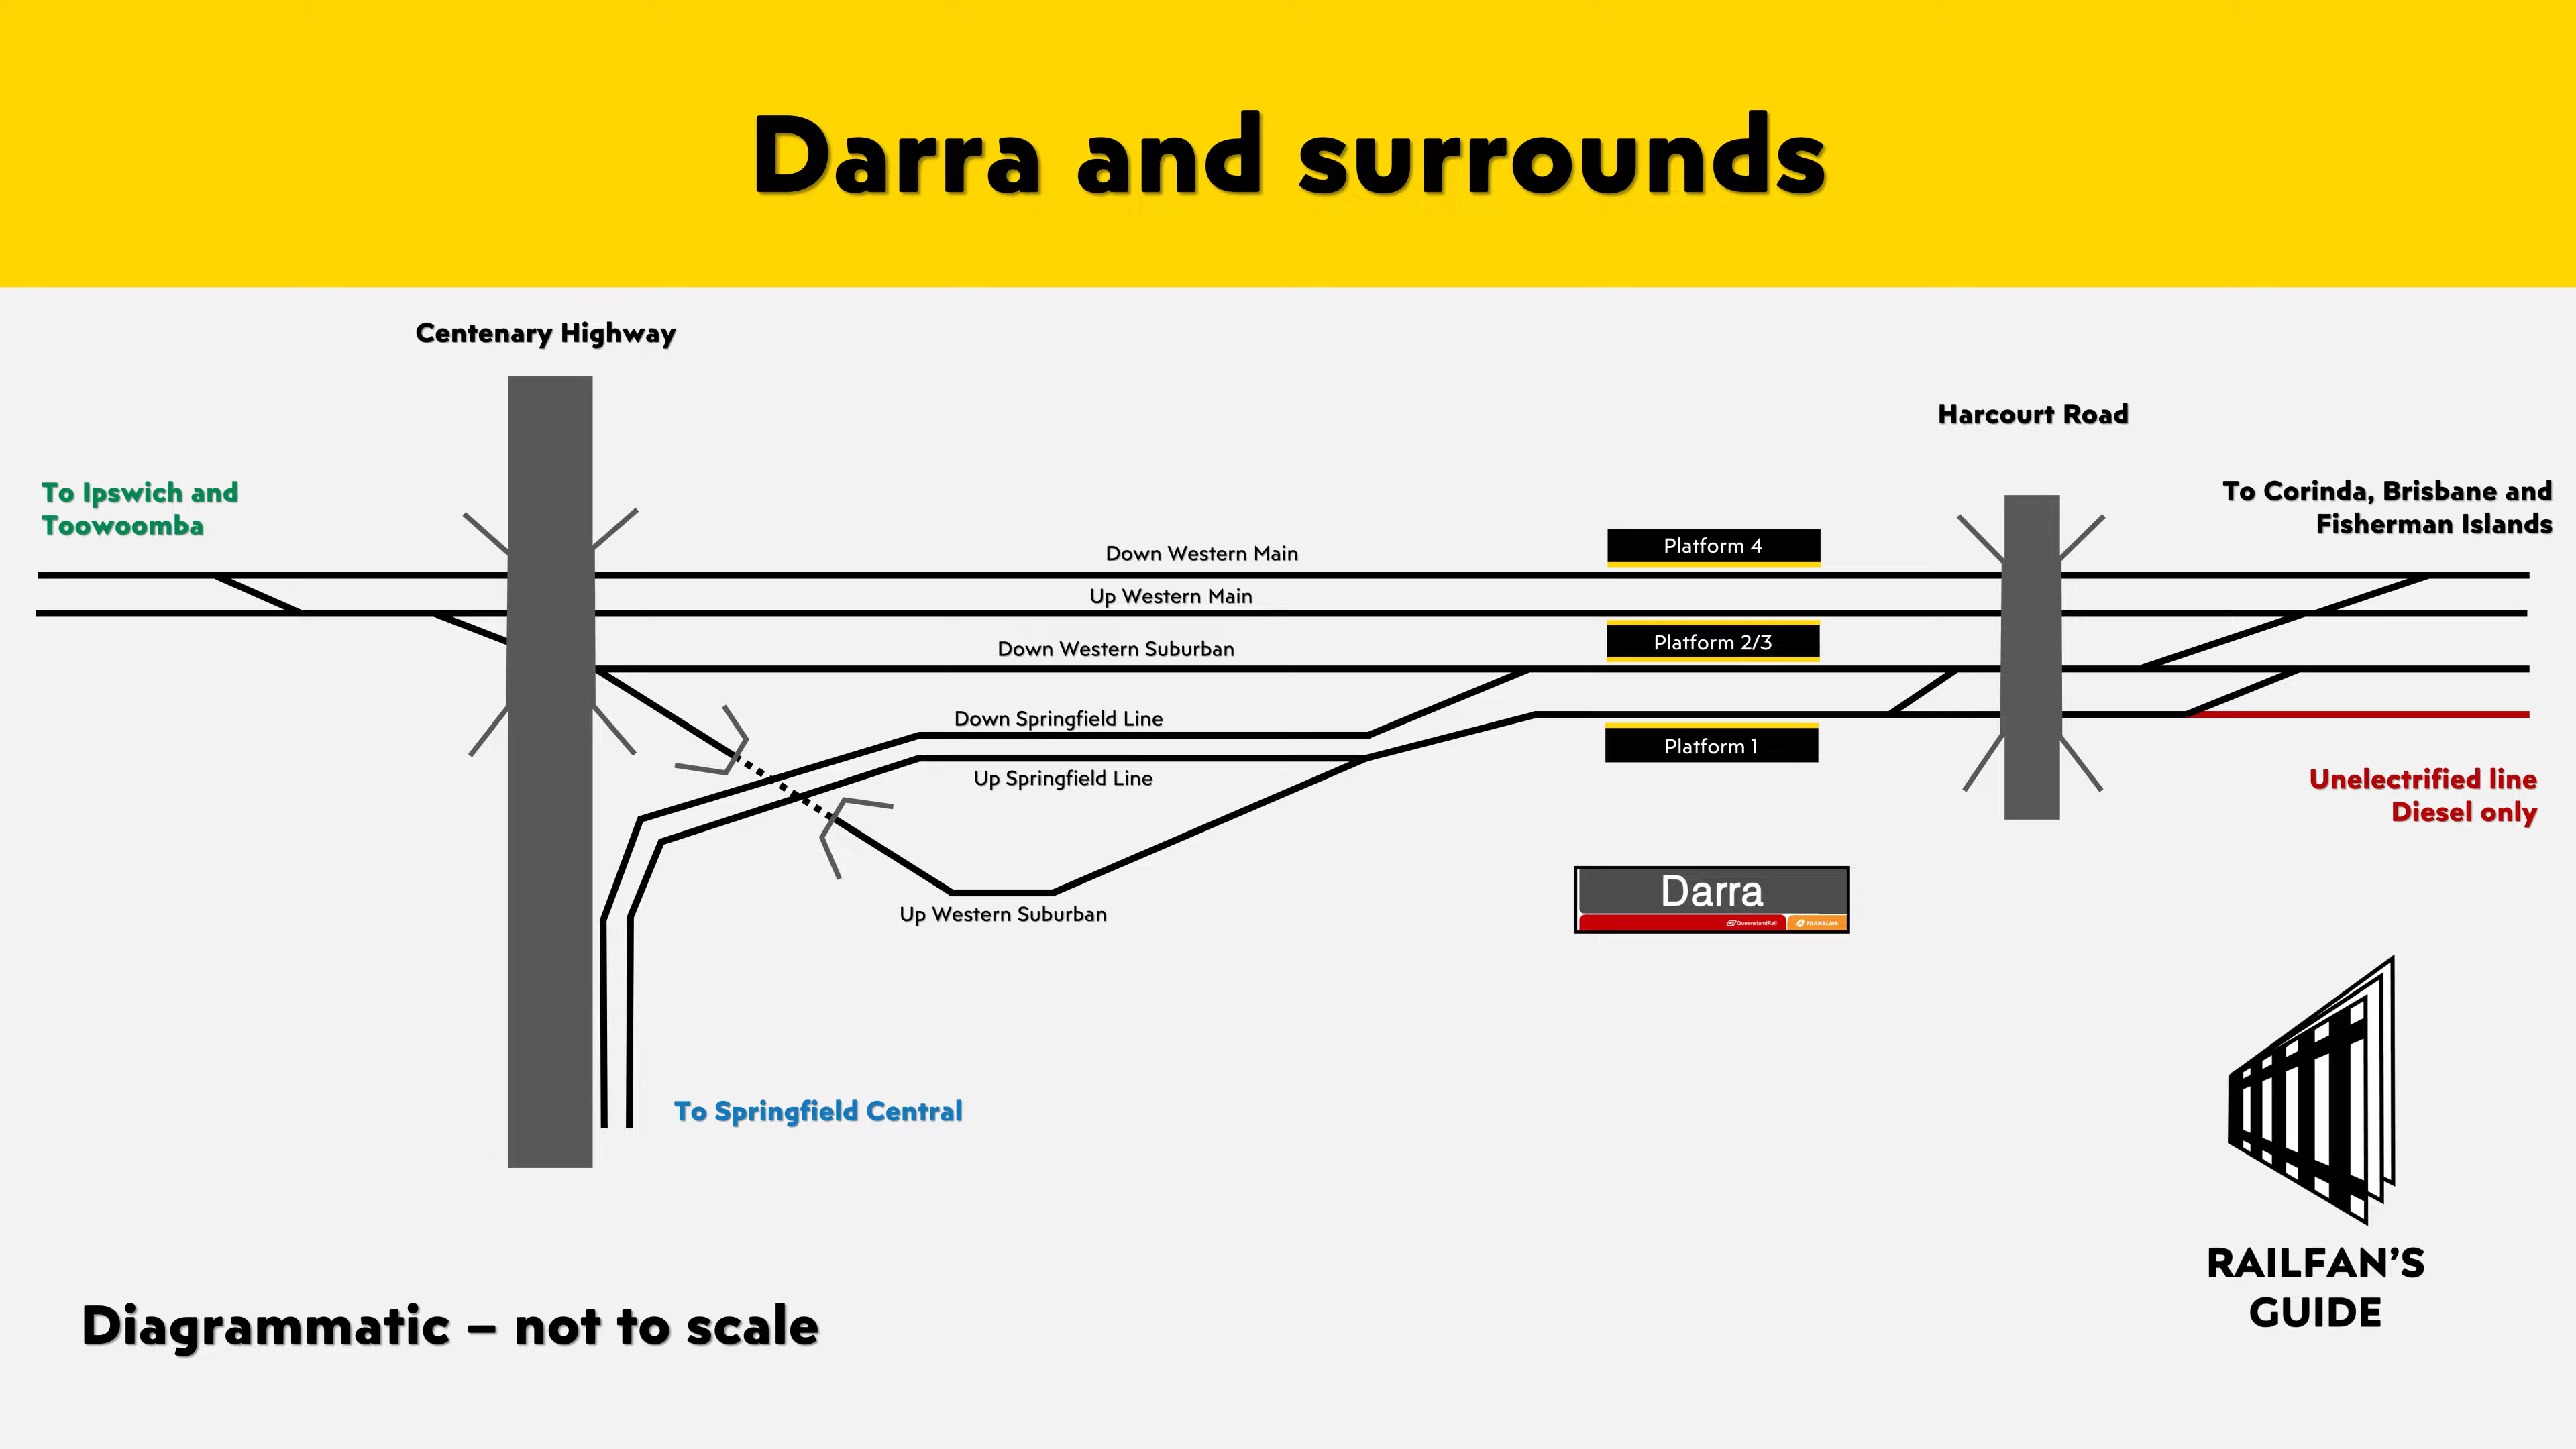 Darra and surrounds
Centenary Highway
Harcourt Road
To Ipswich and
Toowoomba
To Corinda, Brisbane and
Fisherman Islands
Down Western Main
Platform 4
Up Western Main
Platform 2/3
Down Western Suburban
Down Springfield Line
Platform 1
Up Springfield Line
Unelectrified line
Diesel only
Up Western Suburban
Darra
QueenslandRail
TRANSLink
To Springfield Central
RAILFAN’S
GUIDE
Diagrammatic – not to scale